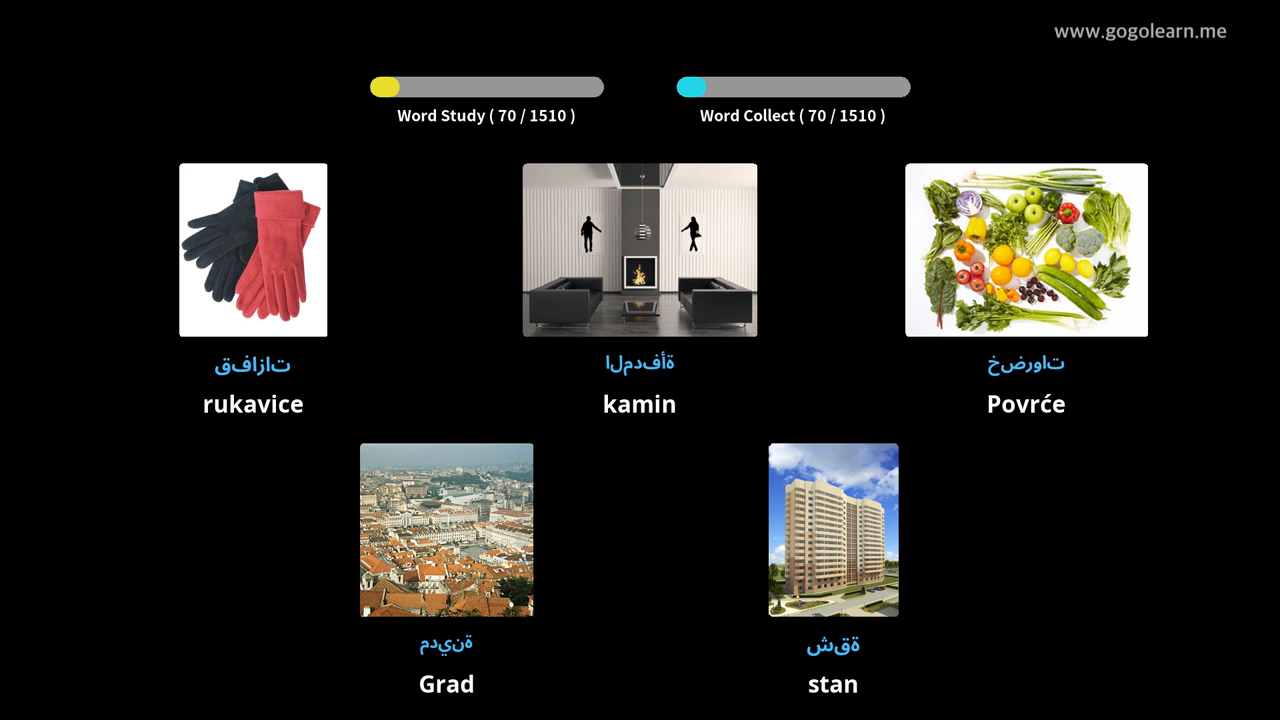 www.gogolearn.me
Word Study ( 70 / 1510 )
Word Collect ( 70 / 1510 )
قفازات
rukavice
المدفأة
kamin
خضروات
Povrće
مدينة
Grad
شقة
stan